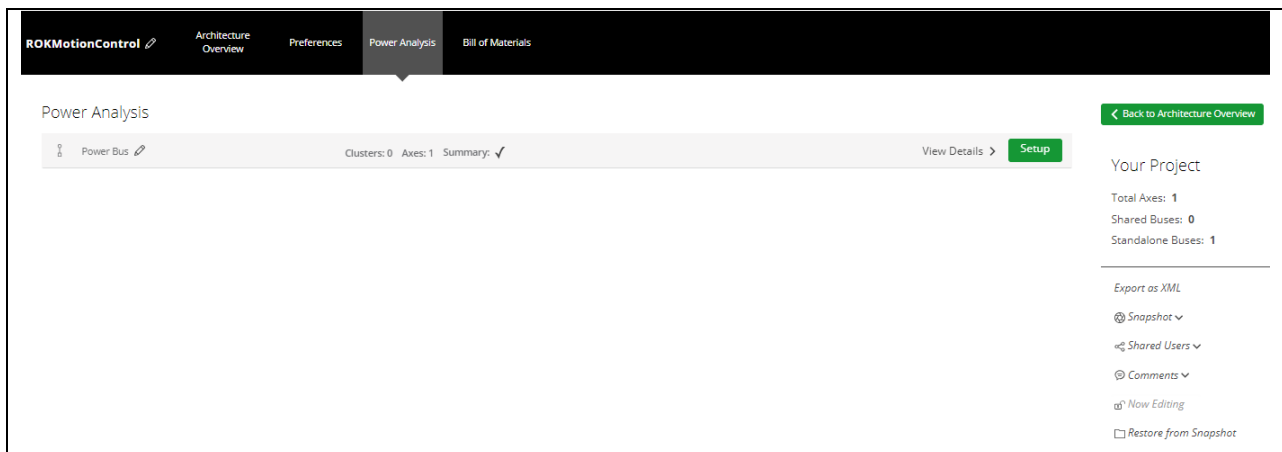 ROKMotionControl
Architecture
Overview
Preferences
Power Analysis
Bill of Materials
Power Analysis
Back to Architecture Overview
Power Bus
Clusters: 0 Axes: 1 Summary:
View Details
Setup
Your Project
Total Axes: 1
Shared Buses: 0
Standalone Buses: 1
Export as XML
Snapshot
Shared Users
Comments
Now Editing
Restore from Snapshot